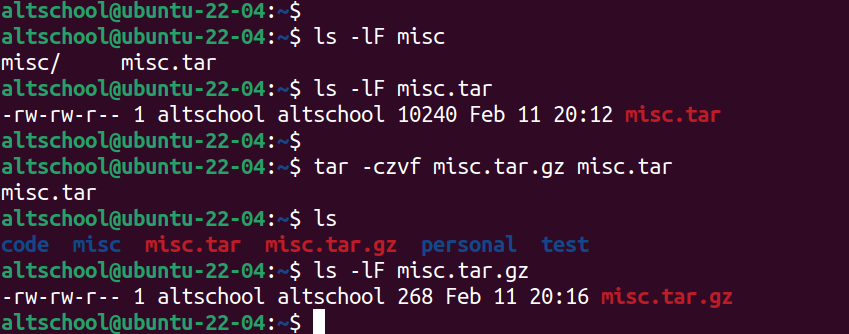 altschool@ubuntu-22-04:~$
altschool@ubuntu-22-04:~$ ls -lF misc
misc/     misc.tar
altschool@ubuntu-22-04:~$ ls -lF misc.tar
-rw-rw-r-- 1 altschool altschool 10240 Feb 11 20:12 misc.tar
altschool@ubuntu-22-04:~$
altschool@ubuntu-22-04:~$ tar -czvf misc.tar.gz misc.tar
misc.tar
altschool@ubuntu-22-04:~$ ls
code  misc  misc.tar  misc.tar.gz  personal  test
altschool@ubuntu-22-04:~$ ls -lF misc.tar.gz
-rw-rw-r-- 1 altschool altschool 268 Feb 11 20:16 misc.tar.gz
altschool@ubuntu-22-04:~$